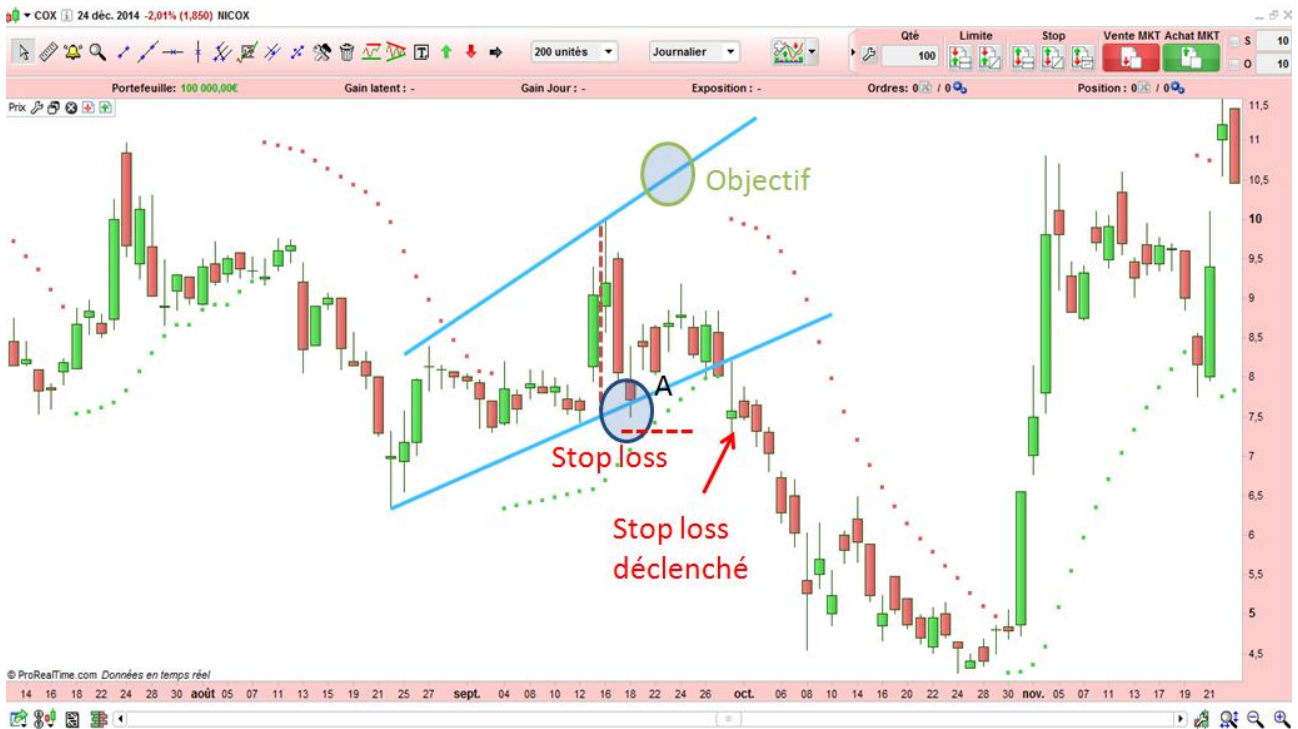 COX 24 déc. 2014 -2,01% (1,850) NICOX
200 unités Journalier Qté 100 Limite Stop Vente MKT Achat MKT S 10
O 10
Portefeuille: 100 000,00€ Gain latent : - Gain Jour : - Exposition : - Ordres: 0 / 0 Position : 0 / 0
Prix
11,5
11
10,5
10
9,5
9
8,5
8
7,5
7
6,5
6
5,5
5
4,5
Objectif
A
Stop loss
Stop loss
déclenché
© ProRealTime.com Données en temps réel
14 16 18 22 24 28 30 août 05 07 11 13 15 19 21 25 27 sept. 04 08 10 12 16 18 22 24 26 oct. 06 08 10 14 16 20 22 24 28 30 nov. 05 07 11 13 17 19 21